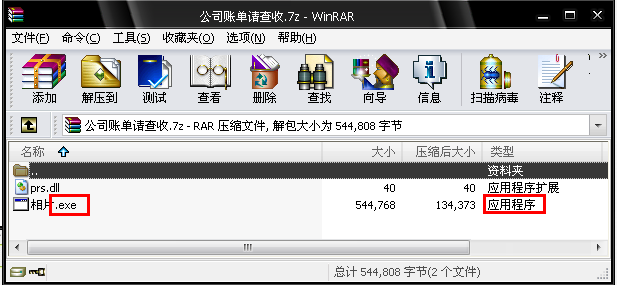 公司账单请查收.7z - WinRAR
文件(F) 命令(C) 工具(S) 收藏夹(O) 选项(N) 帮助(H)
添加 解压到 测试 查看 删除 查找 向导 信息 扫描病毒 注释
公司账单请查收.7z - RAR 压缩文件, 解包大小为 544,808 字节
名称 大小 压缩后大小 类型
.. 资料夹
prs.dll 40 40 应用程序扩展
相片.exe 544,768 134,373 应用程序
总计 544,808 字节(2 个文件)